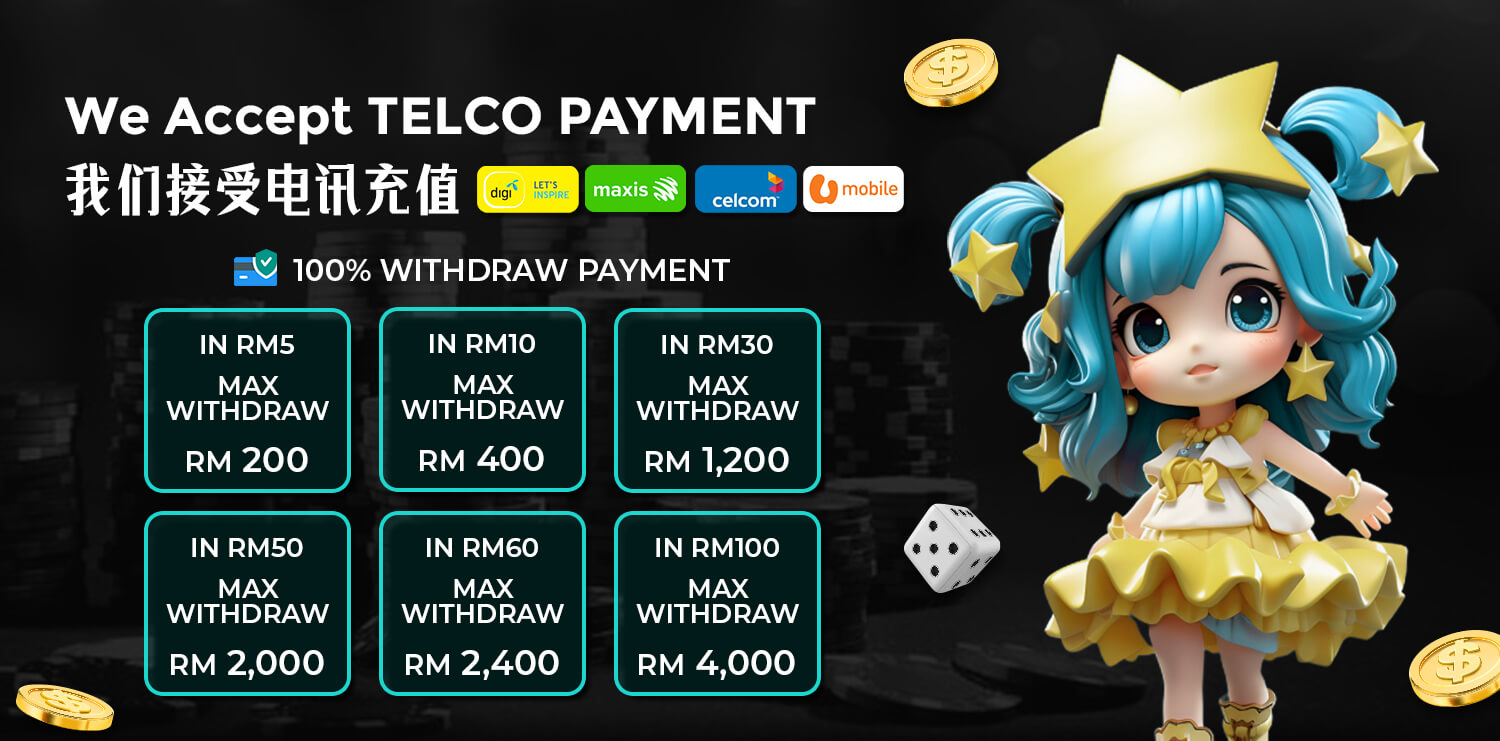 We Accept TELCO PAYMENT
我们接受电讯充值
digi LET'S INSPIRE
maxis
celcom
U mobile
100% WITHDRAW PAYMENT
IN RM5
MAX
WITHDRAW
RM 200
IN RM10
MAX
WITHDRAW
RM 400
IN RM30
MAX
WITHDRAW
RM 1,200
IN RM50
MAX
WITHDRAW
RM 2,000
IN RM60
MAX
WITHDRAW
RM 2,400
IN RM100
MAX
WITHDRAW
RM 4,000